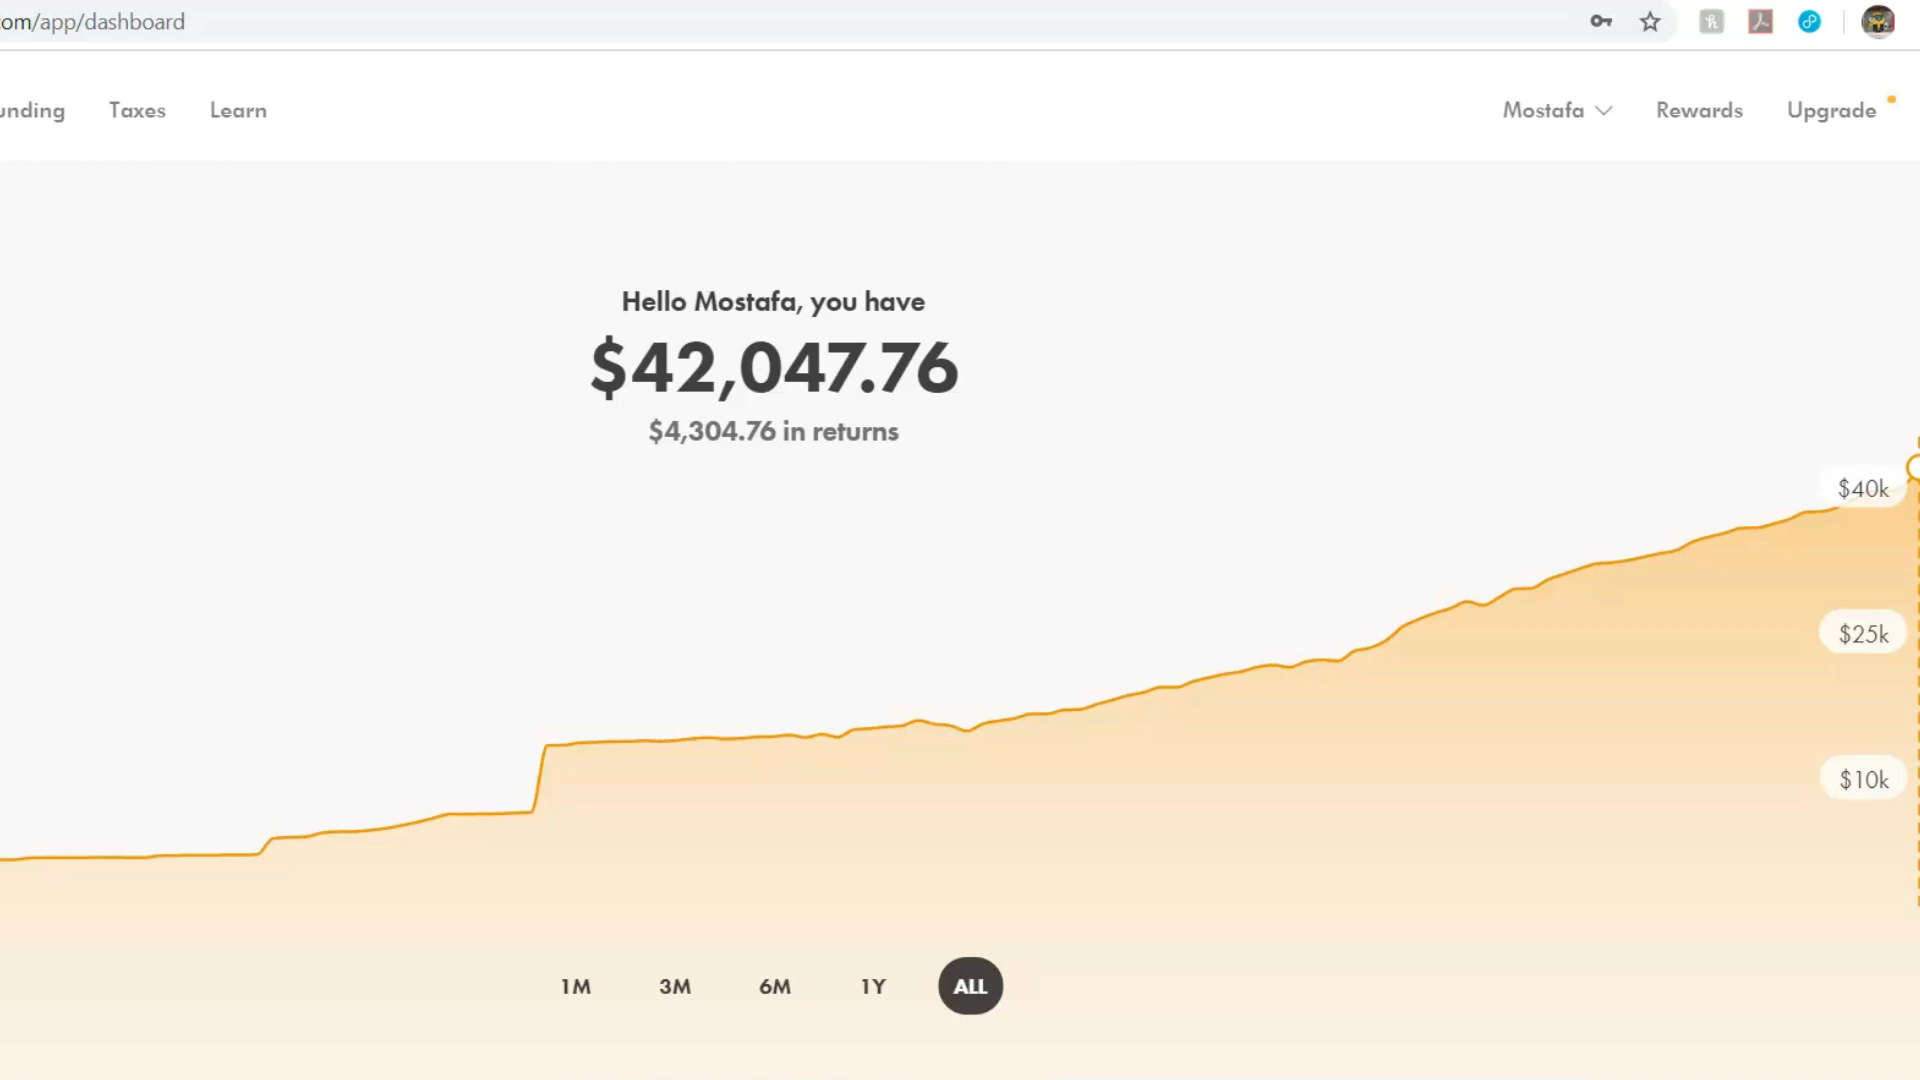 com/app/dashboard
unding Taxes Learn Mostafa Rewards Upgrade
Hello Mostafa, you have
$42,047.76
$4,304.76 in returns
$40k
$25k
$10k
1M 3M 6M 1Y ALL